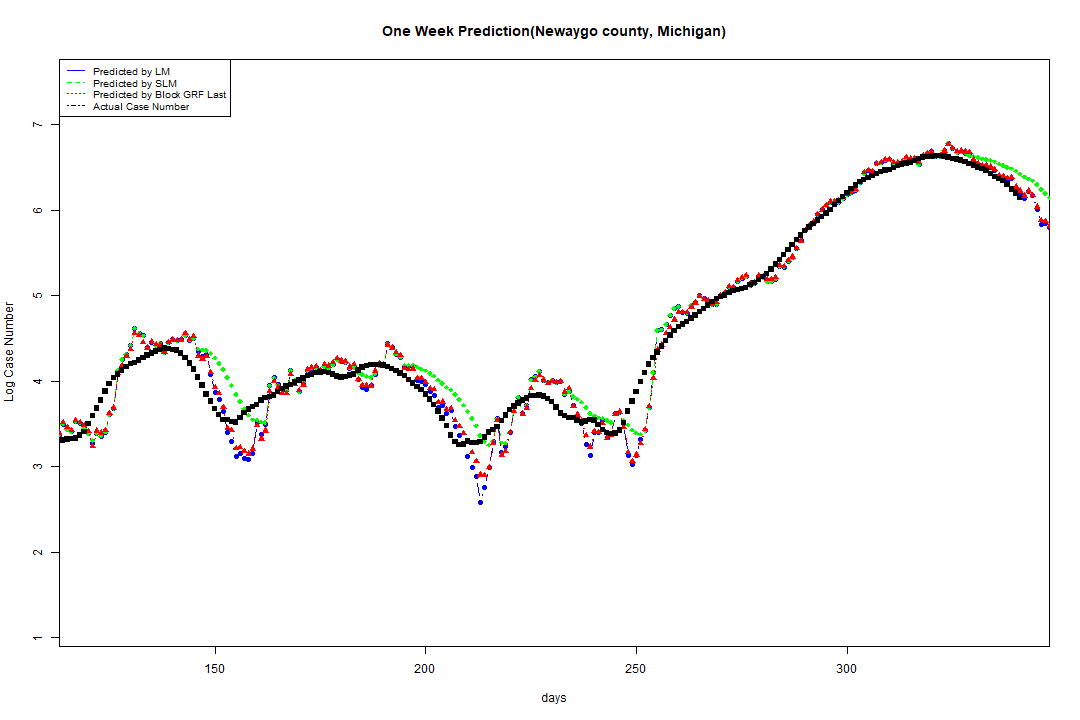 One Week Prediction(Newaygo county, Michigan)
Predicted by LM
Predicted by SLM
Predicted by Block GRF Last
Actual Case Number
Log Case Number
7
6
5
4
3
2
1
150 200 250 300
days